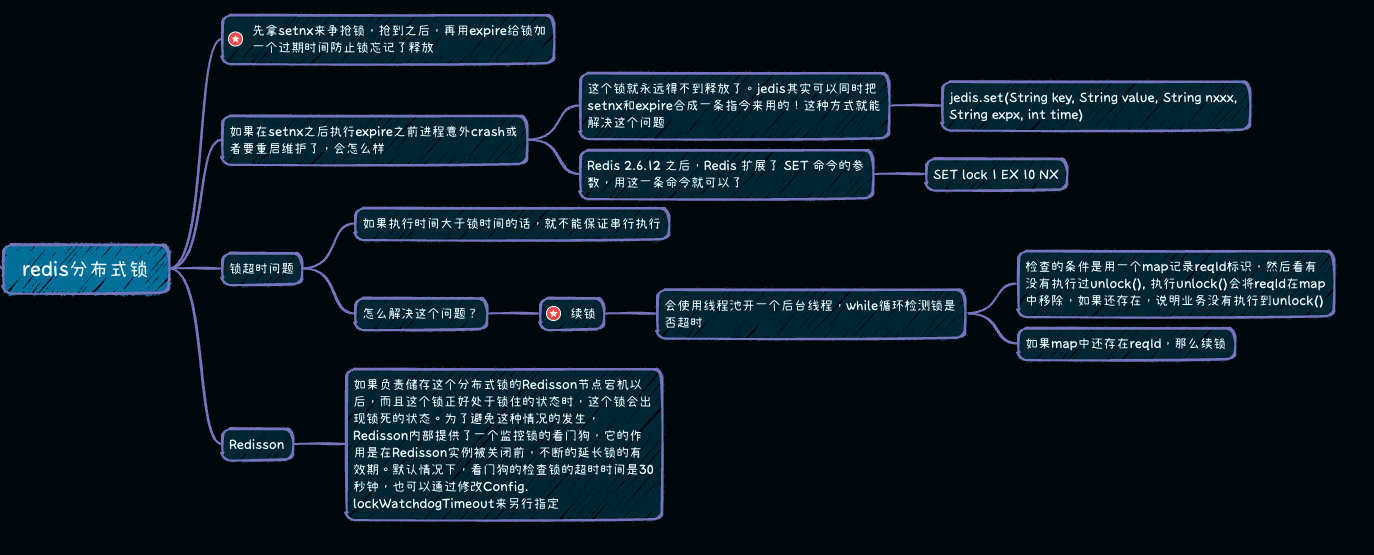 先拿setnx来争抢锁，抢到之后，再用expire给锁加
一个过期时间防止锁忘记了释放
这个锁就永远得不到释放了。jedis其实可以同时把
setnx和expire合成一条指令来用的！这种方式就能
解决这个问题
jedis.set(String key, String value, String nxxx,
String expx, int time)
如果在setnx之后执行expire之前进程意外crash或
者要重启维护了，会怎么样
Redis 2.6.12 之后，Redis 扩展了 SET 命令的参
数，用这一条命令就可以了
SET lock 1 EX 10 NX
如果执行时间大于锁时间的话，就不能保证串行执行
redis分布式锁
锁超时问题
怎么解决这个问题？
续锁
会使用线程池开一个后台线程，while循环检测锁是
否超时
检查的条件是用一个map记录reqId标识，然后看有
没有执行过unlock(), 执行unlock()会将reqId在map
中移除，如果还存在，说明业务没有执行到unlock()
如果map中还存在reqId，那么续锁
Redisson
如果负责储存这个分布式锁的Redisson节点宕机以
后，而且这个锁正好处于锁住的状态时，这个锁会出
现锁死的状态。为了避免这种情况的发生，
Redisson内部提供了一个监控锁的看门狗，它的作
用是在Redisson实例被关闭前，不断的延长锁的有
效期。默认情况下，看门狗的检查锁的超时时间是30
秒钟，也可以通过修改Config.
lockWatchdogTimeout来另行指定